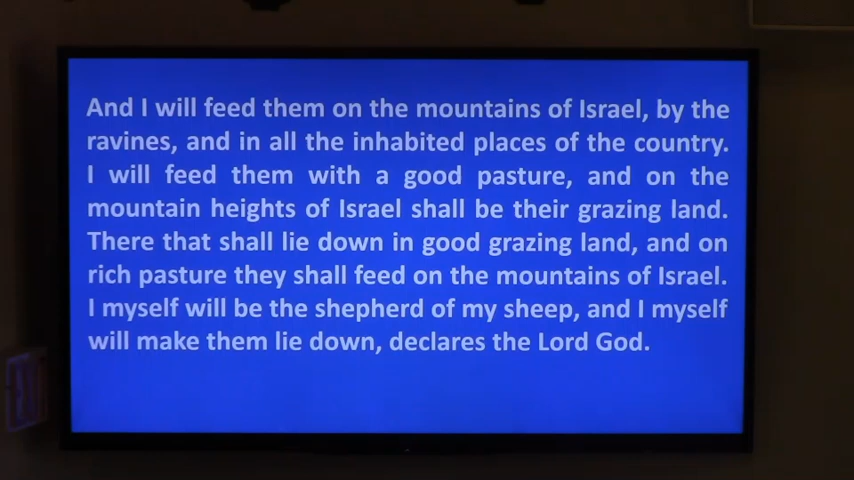 And I will feed them on the mountains of Israel, by the
ravines, and in all the inhabited places of the country.
I will feed them with a good pasture, and on the
mountain heights of Israel shall be their grazing land.
There that shall lie down in good grazing land, and on
rich pasture they shall feed on the mountains of Israel.
I myself will be the shepherd of my sheep, and I myself
will make them lie down, declares the Lord God.